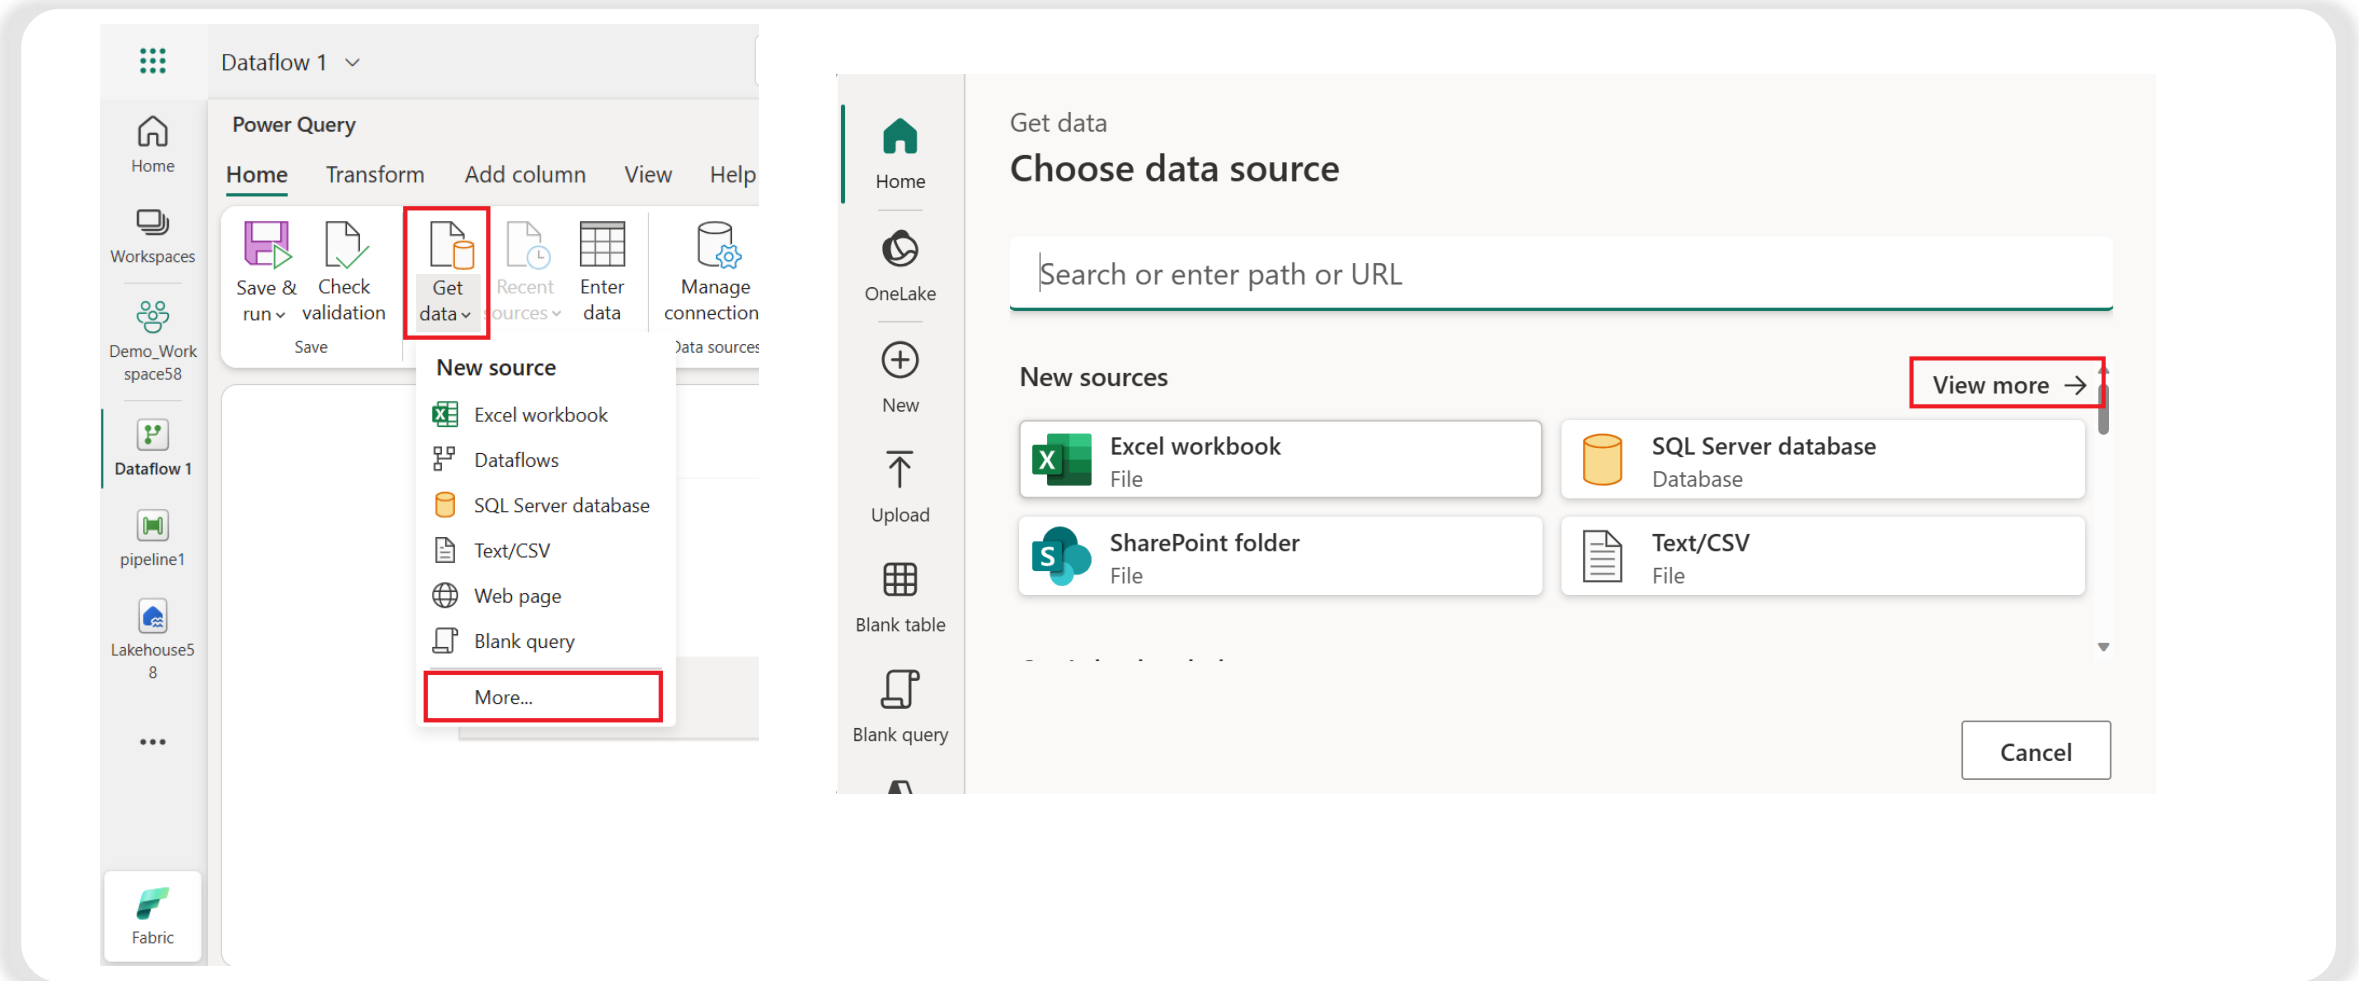 Dataflow 1
Home
Workspaces
Demo_Work
space58
Dataflow 1
pipeline1
Lakehouse5
8
Fabric
Power Query
Home
Transform
Add column
View
Help
Save &
run
Check
validation
Save
Get
data
Recent
Enter
data
Manage
connection
Data sources
New source
Excel workbook
Dataflows
SQL Server database
Text/CSV
Web page
Blank query
More...
Home
OneLake
New
Upload
Blank table
Blank query
Get data
Choose data source
Search or enter path or URL
New sources
View more
Excel workbook
File
SQL Server database
Database
SharePoint folder
File
Text/CSV
File
Cancel